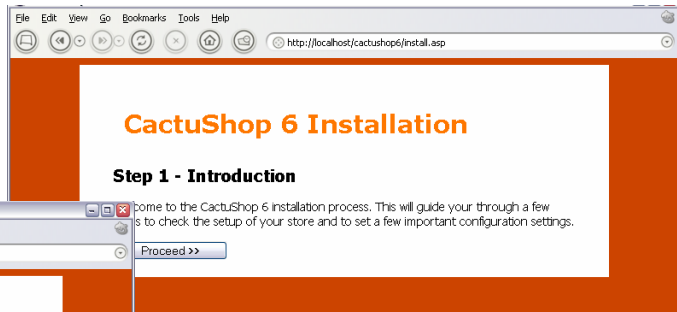 File Edit View Go Bookmarks Tools Help
http://localhost/cactushop6/install.asp
CactuShop 6 Installation
Step 1 - Introduction
come to the CactuShop 6 installation process. This will guide your through a few
s to check the setup of your store and to set a few important configuration settings.
Proceed >>